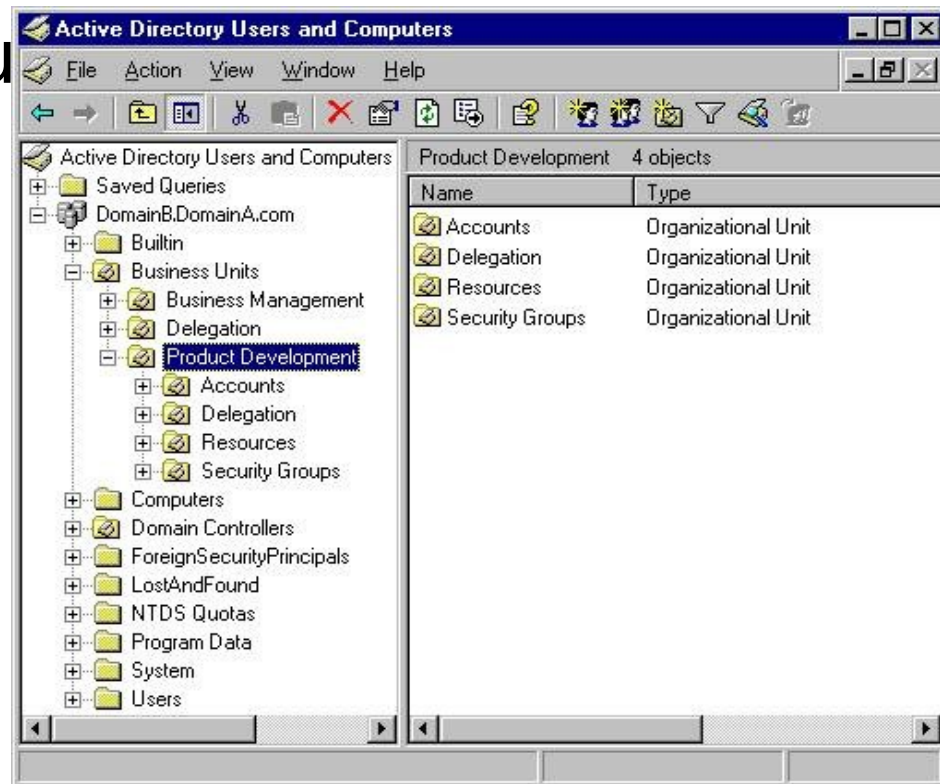 Active Directory Users and Computers
u
File Action View Window Help
Active Directory Users and Computers
Saved Queries
DomainB.DomainA.com
Builtin
Business Units
Business Management
Delegation
Product Development
Accounts
Delegation
Resources
Security Groups
Computers
Domain Controllers
ForeignSecurityPrincipals
LostAndFound
NTDS Quotas
Program Data
System
Users
Product Development 4 objects
Name Type
Accounts Organizational Unit
Delegation Organizational Unit
Resources Organizational Unit
Security Groups Organizational Unit